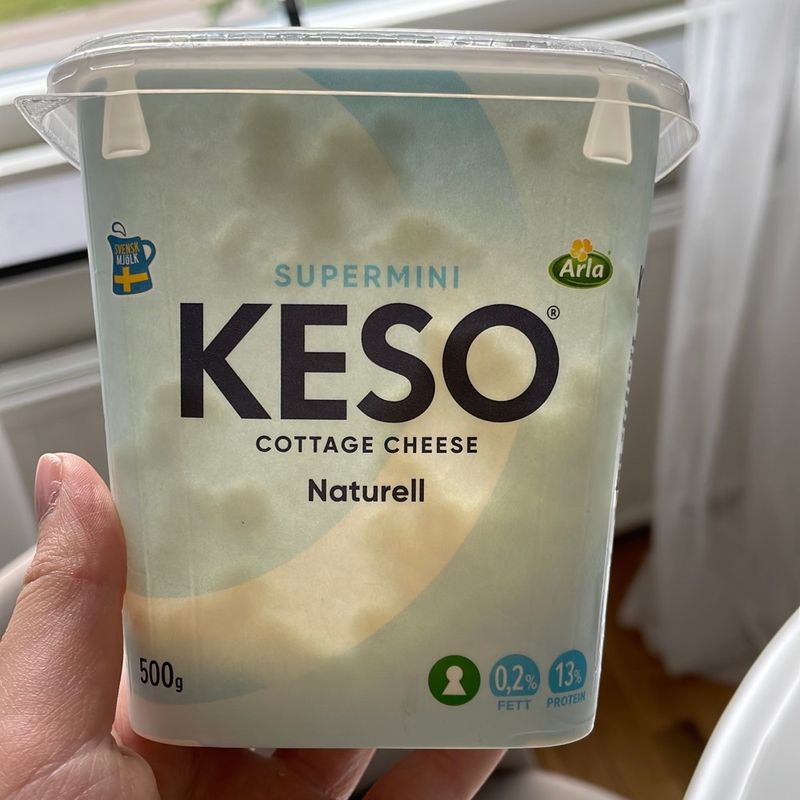 SVENSK
MJÖLK
SUPERMINI
Arla
KESO®
COTTAGE CHEESE
Naturell
500g
0,2%
FETT
13%
PROTEIN